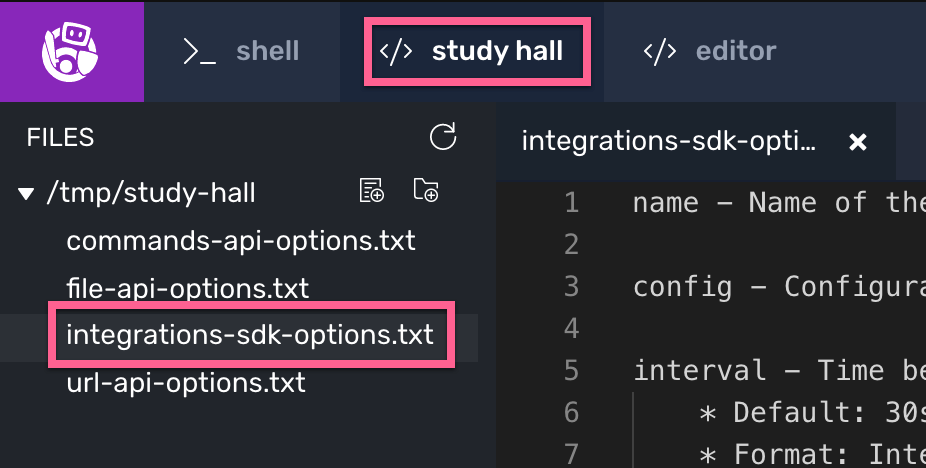 shell
</> study hall
</> editor
FILES
integrations-sdk-opti...
/tmp/study-hall
commands-api-options.txt
file-api-options.txt
integrations-sdk-options.txt
url-api-options.txt
1 name - Name of the
2
3 config - Configura
4
5 interval - Time be
6 * Default: 30s
7 * Format: Inte